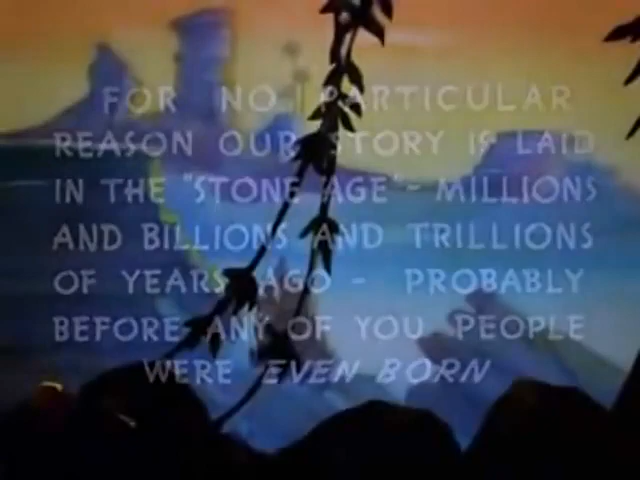 FOR NO PARTICULAR
REASON OUR STORY IS LAID
IN THE "STONE AGE" - MILLIONS
AND BILLIONS AND TRILLIONS
OF YEARS AGO - PROBABLY
BEFORE ANY OF YOU PEOPLE
WERE EVEN BORN